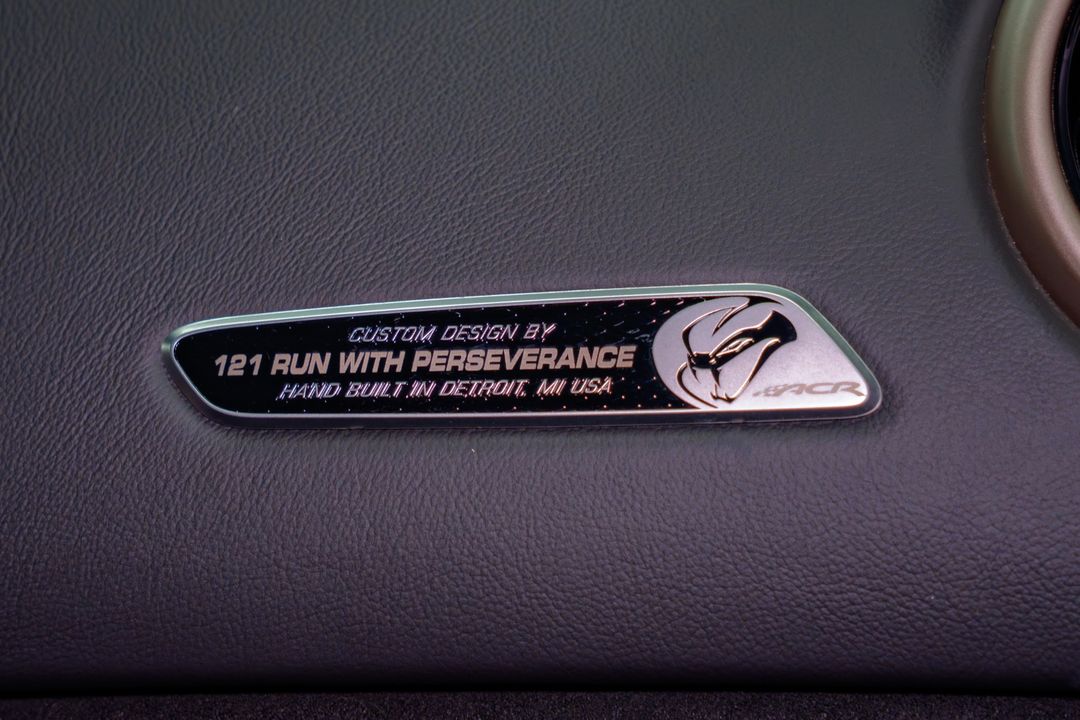 CUSTOM DESIGN BY
121 RUN WITH PERSEVERANCE
HAND BUILT IN DETROIT, MI USA
ACR